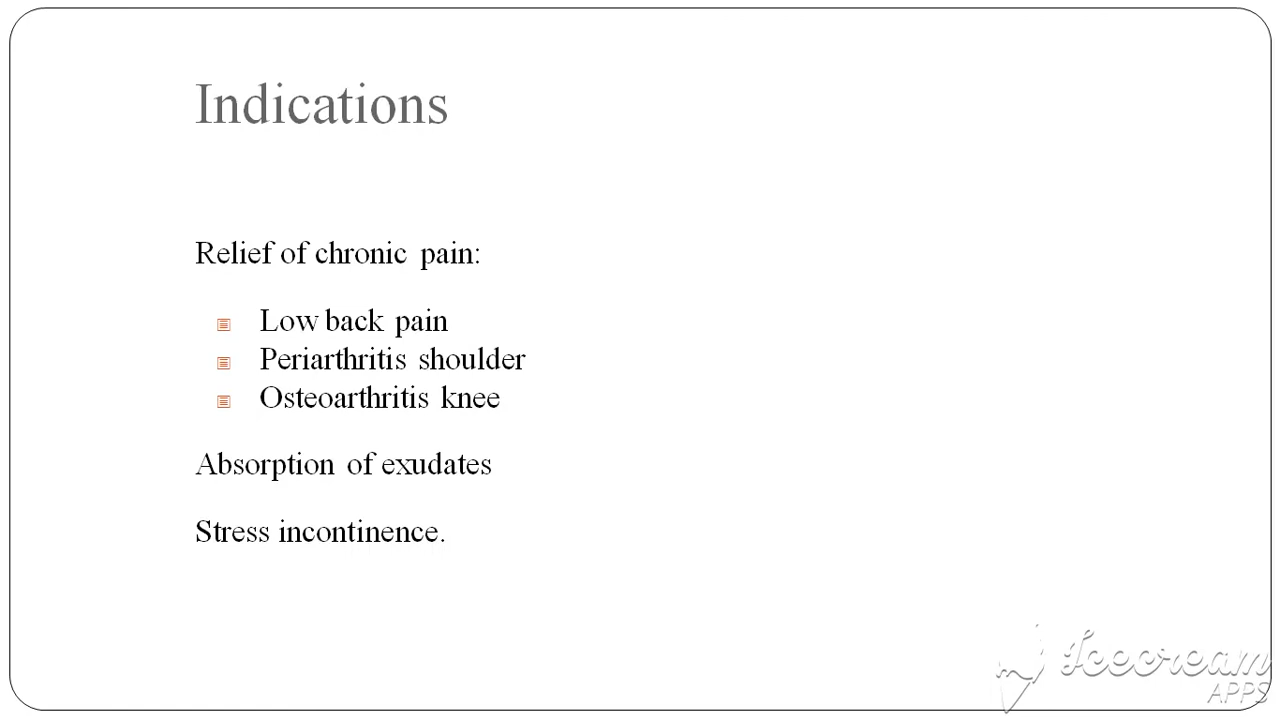 Indications
Relief of chronic pain:
Low back pain
Periarthritis shoulder
Osteoarthritis knee
Absorption of exudates
Stress incontinence.
Icecream
APPS